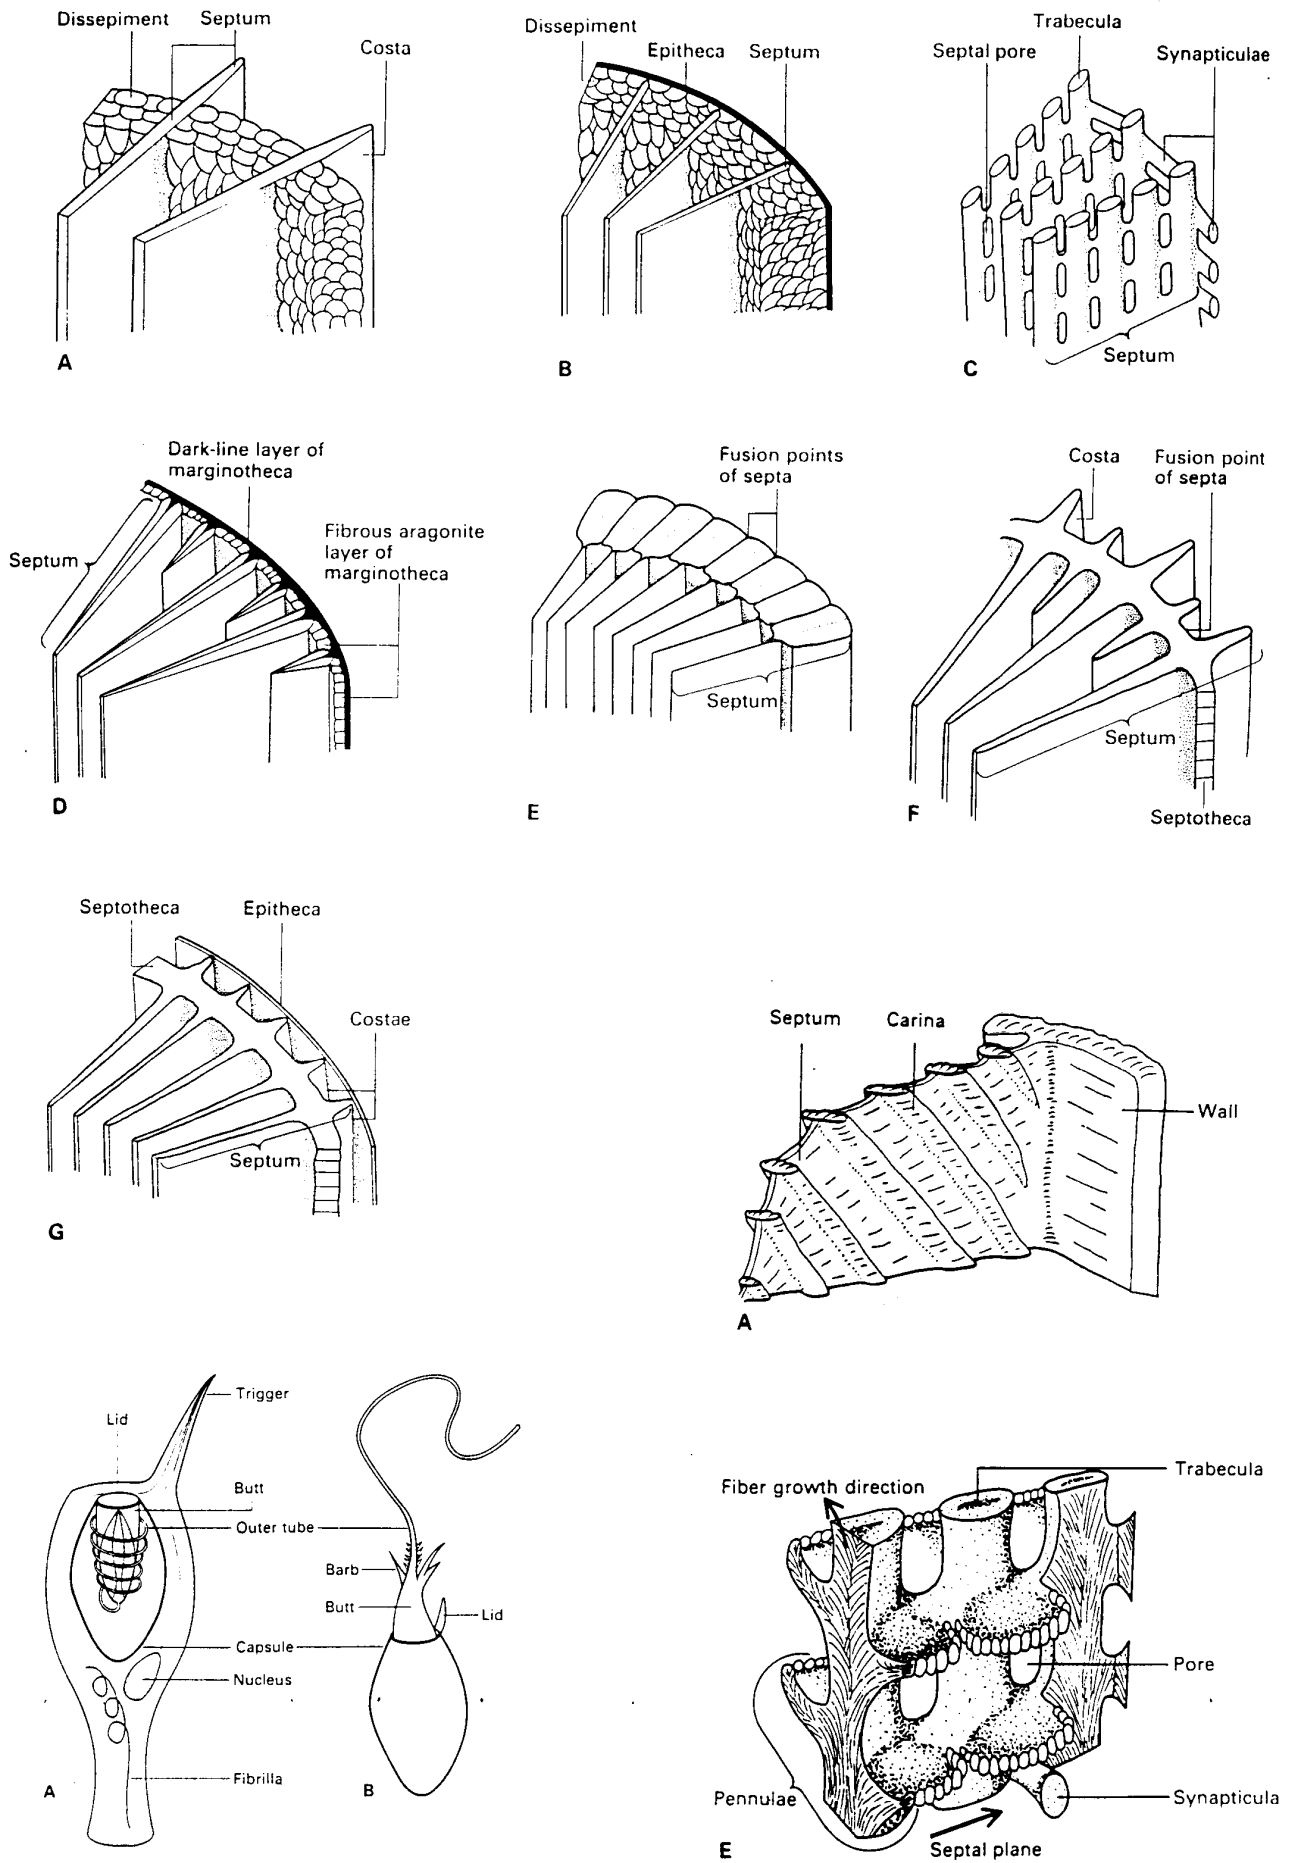 Dissepiment
Septum
Costa
A
Dissepiment
Epitheca
Septum
B
Trabecula
Septal pore
Synapticulae
Septum
C
Dark-line layer of
marginotheca
Fibrous aragonite
layer of
marginotheca
Septum
D
Fusion points
of septa
Septum
E
Costa
Fusion point
of septa
Septum
Septotheca
F
Septotheca
Epitheca
Costae
Septum
G
Septum
Carina
Wall
A
Trigger
Lid
Butt
Outer tube
Barb
Butt
Lid
Capsule
Nucleus
Fibrilla
A
B
Trabecula
Fiber growth direction
Pore
Pennulae
Synapticula
Septal plane
E